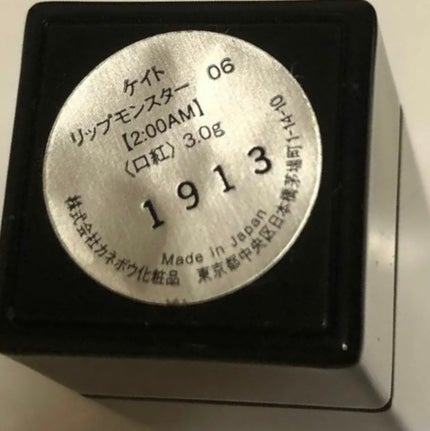 ケイト
リップモンスター 06
【2:00AM】
〈口紅〉3.0g
1913
Made in Japan
株式会社カネボウ化粧品 東京都中央区日本橋茅場町1-14-10